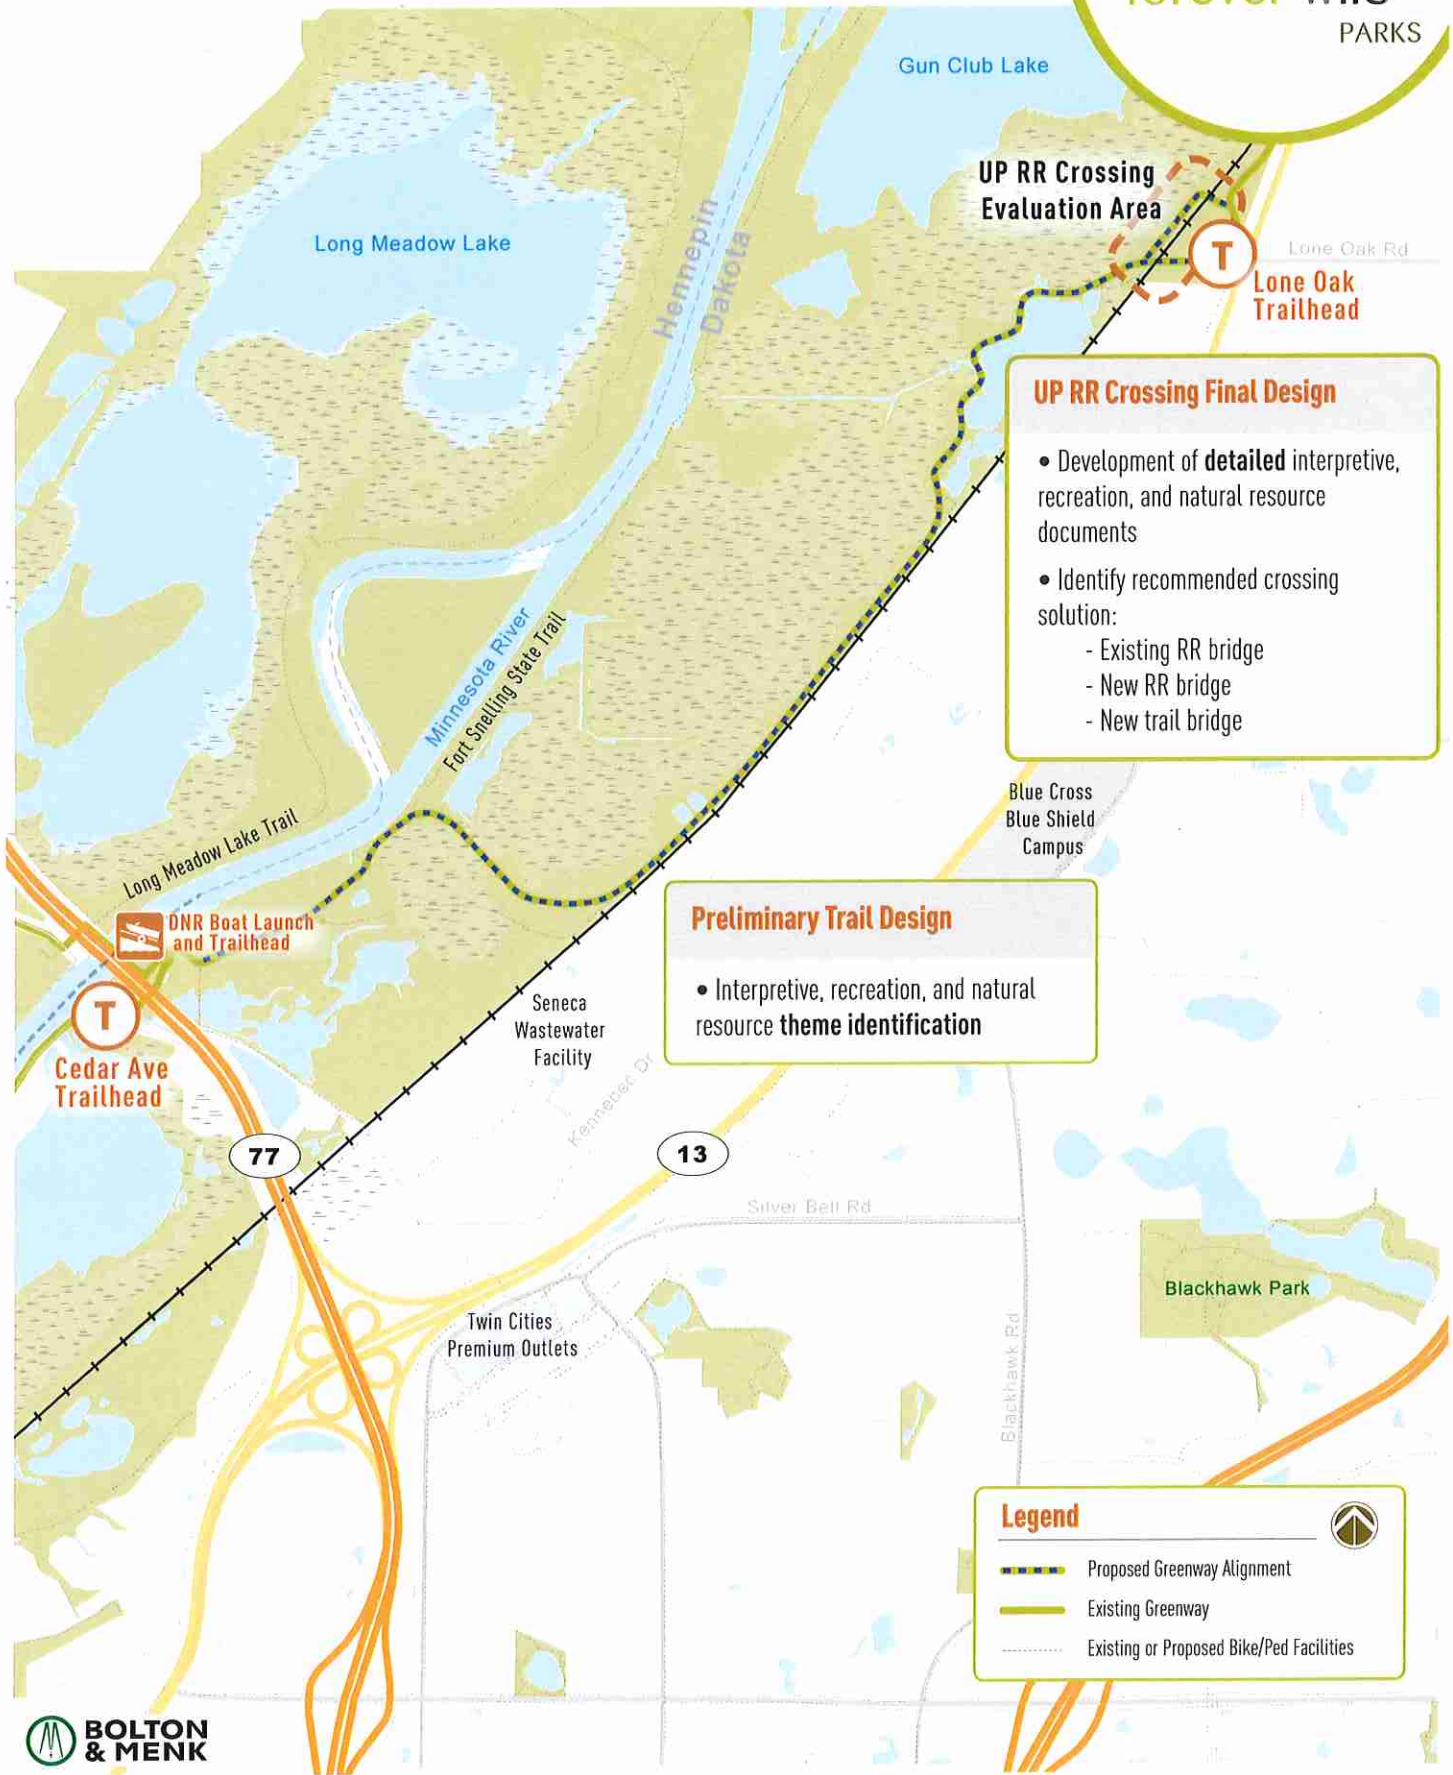 PARKS
Gun Club Lake
UP RR Crossing
Evaluation Area
Long Meadow Lake
Hennepin
Dakota
T
Lone Oak Rd
Lone Oak
Trailhead
UP RR Crossing Final Design
• Development of detailed interpretive,
recreation, and natural resource
documents
• Identify recommended crossing
solution:
- Existing RR bridge
- New RR bridge
- New trail bridge
Minnesota River
Fort Snelling State Trail
Blue Cross
Blue Shield
Campus
Long Meadow Lake Trail
DNR Boat Launch
and Trailhead
Preliminary Trail Design
• Interpretive, recreation, and natural
resource theme identification
T
Cedar Ave
Trailhead
Seneca
Wastewater
Facility
Kennebec Dr
77
13
Silver Bell Rd
Blackhawk Park
Twin Cities
Premium Outlets
Blackhawk Rd
Legend
Proposed Greenway Alignment
Existing Greenway
Existing or Proposed Bike/Ped Facilities
BOLTON
& MENK